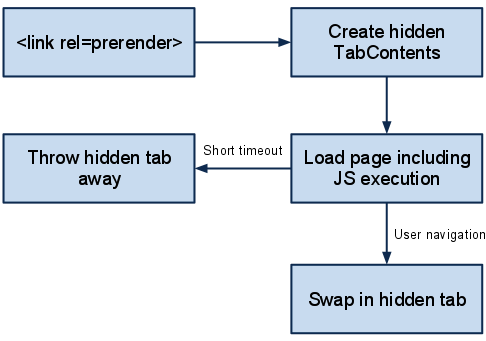 <link rel=prerender>
Create hidden
TabContents
Throw hidden tab
away
Short timeout
Load page including
JS execution
User navigation
Swap in hidden tab